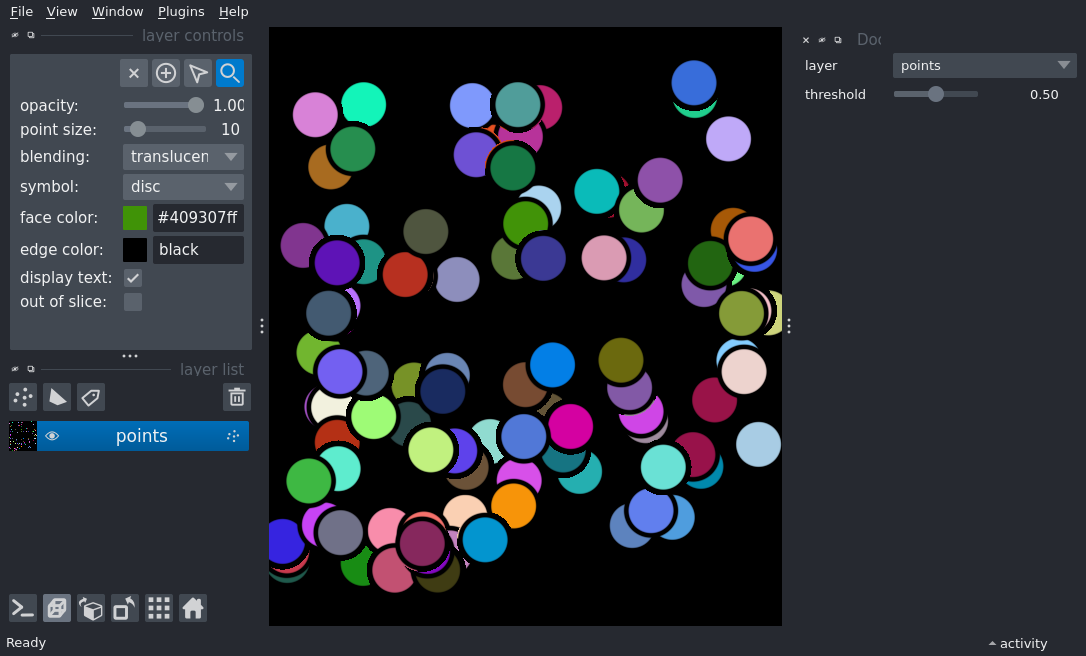 File View Window Plugins Help
layer controls
opacity: 1.00
point size: 10
blending: translucen
symbol: disc
face color: #409307ff
edge color: black
display text:
out of slice:
layer list
points
Ready
Doc
layer points
threshold 0.50
activity